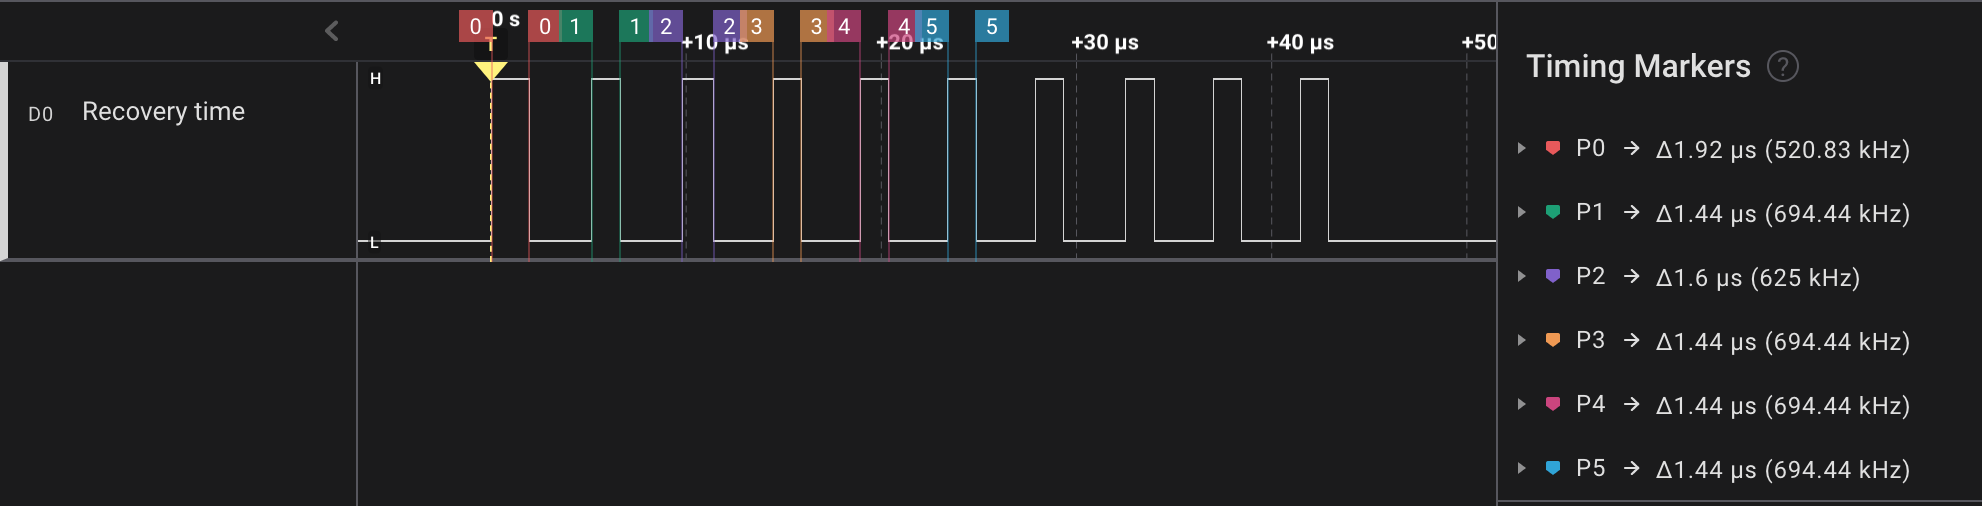 0 0 s 0 1 1 2 2 3 3 4 4 5 5
T +10 µs +20 µs +30 µs +40 µs +50
H
D0 Recovery time
L
Timing Markers ?
P0 → Δ1.92 µs (520.83 kHz)
P1 → Δ1.44 µs (694.44 kHz)
P2 → Δ1.6 µs (625 kHz)
P3 → Δ1.44 µs (694.44 kHz)
P4 → Δ1.44 µs (694.44 kHz)
P5 → Δ1.44 µs (694.44 kHz)